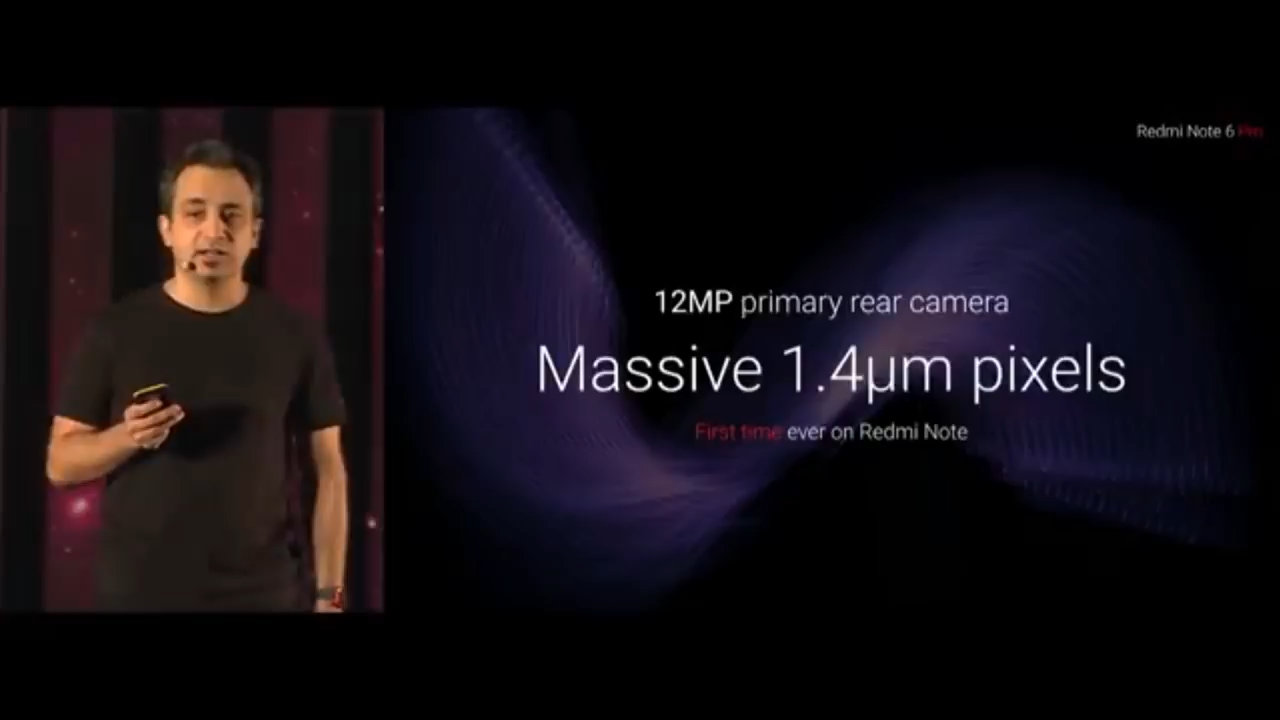 Redmi Note 6 Pro
12MP primary rear camera
Massive 1.4μm pixels
First time ever on Redmi Note